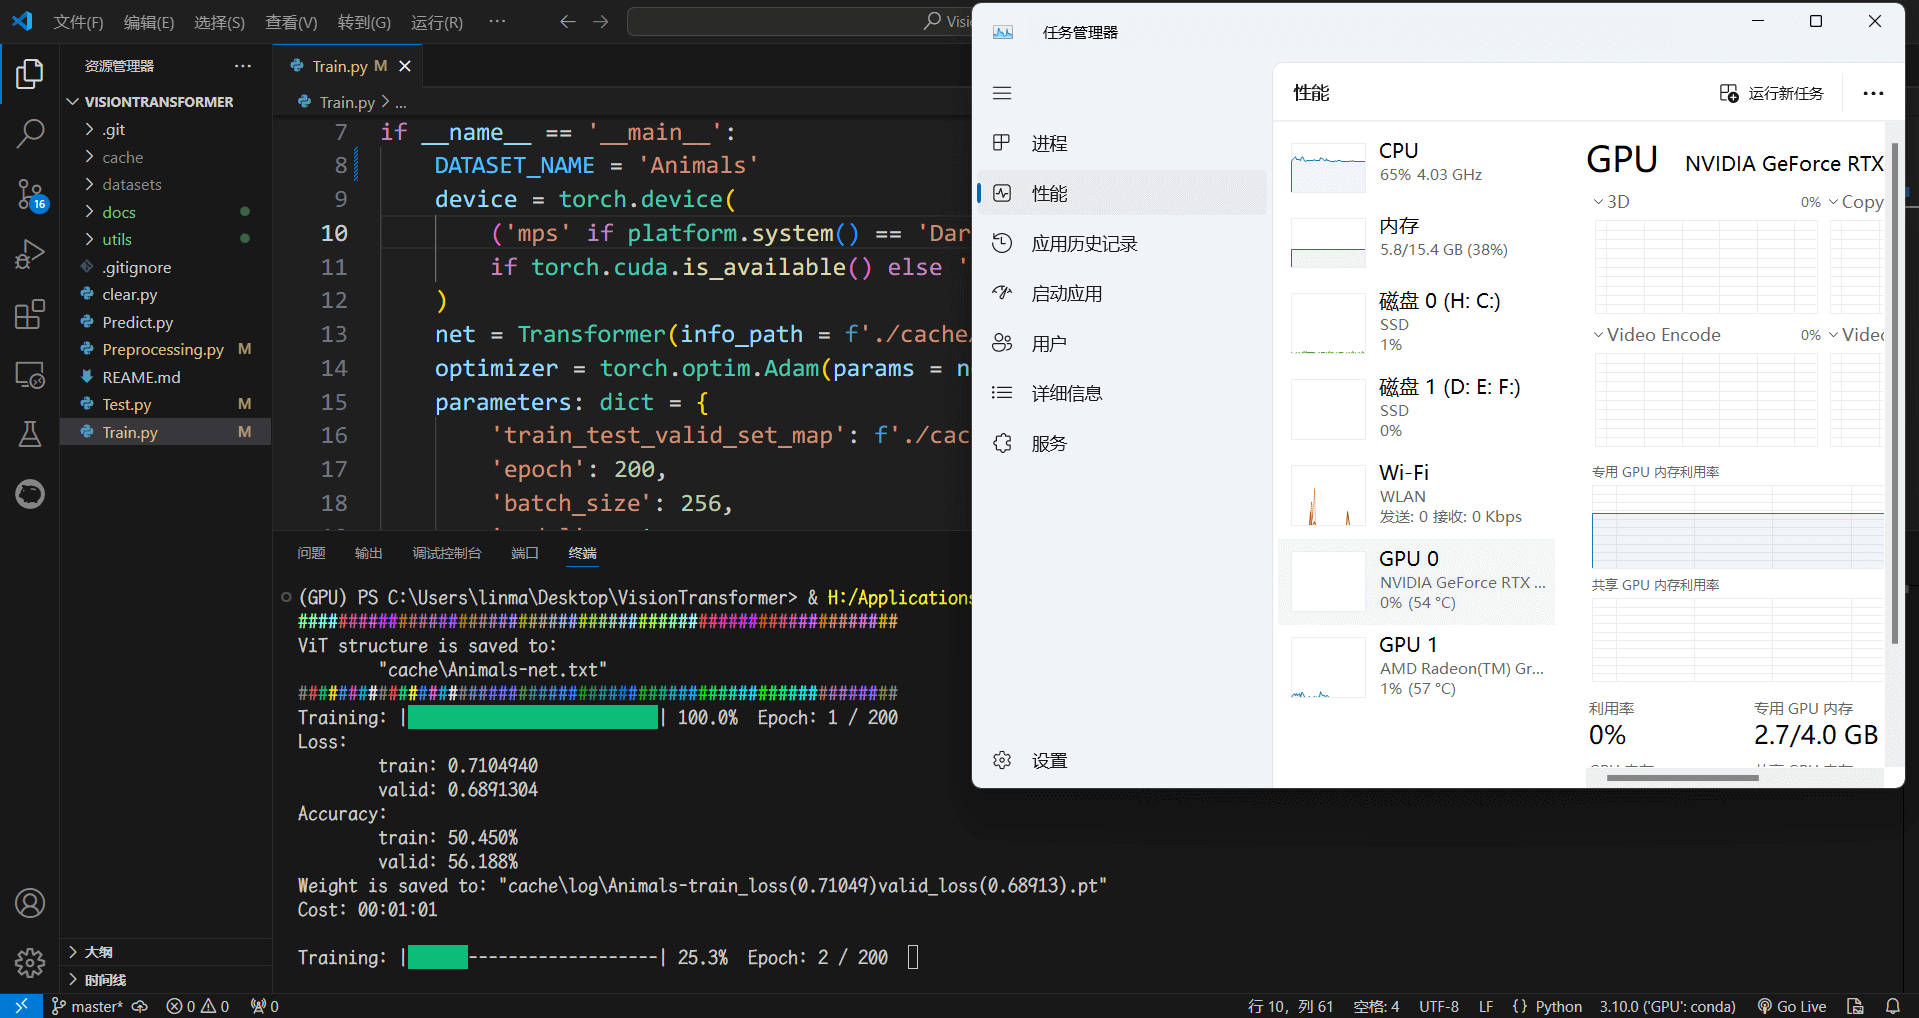 文件(F) 编辑(E) 选择(S) 查看(V) 转到(G) 运行(R) ···
资源管理器
VISIONTRANSFORMER
.git
cache
datasets
docs
utils
.gitignore
clear.py
Predict.py
Preprocessing.py M
REAME.md
Test.py M
Train.py M
16
大纲
时间线
Train.py M
Train.py > ...
7 if __name__ == '__main__':
8 DATASET_NAME = 'Animals'
9 device = torch.device(
10 ('mps' if platform.system() == 'Dar
11 if torch.cuda.is_available() else '
12 )
13 net = Transformer(info_path = f'./cache
14 optimizer = torch.optim.Adam(params = n
15 parameters: dict = {
16 'train_test_valid_set_map': f'./cac
17 'epoch': 200,
18 'batch_size': 256,
问题 输出 调试控制台 端口 终端
(GPU) PS C:\Users\linma\Desktop\VisionTransformer> & H:/Applications
############################################################
ViT structure is saved to:
"cache\Animals-net.txt"
############################################################
Training: | | 100.0% Epoch: 1 / 200
Loss:
train: 0.7104940
valid: 0.6891304
Accuracy:
train: 50.450%
valid: 56.188%
Weight is saved to: "cache\log\Animals-train_loss(0.71049)valid_loss(0.68913).pt"
Cost: 00:01:01
Training: | -------------------| 25.3% Epoch: 2 / 200
master* 0 0 0
行 10，列 61 空格: 4 UTF-8 LF {} Python 3.10.0 ('GPU': conda) Go Live
任务管理器
进程
性能
应用历史记录
启动应用
用户
详细信息
服务
设置
性能
运行新任务
CPU
65% 4.03 GHz
内存
5.8/15.4 GB (38%)
磁盘 0 (H: C:)
SSD
1%
磁盘 1 (D: E: F:)
SSD
0%
Wi-Fi
WLAN
发送: 0 接收: 0 Kbps
GPU 0
NVIDIA GeForce RTX ...
0% (54 °C)
GPU 1
AMD Radeon(TM) Gr...
1% (57 °C)
GPU NVIDIA GeForce RTX
3D 0% Copy
Video Encode 0%
专用 GPU 内存利用率
共享 GPU 内存利用率
利用率 专用 GPU 内存
0% 2.7/4.0 GB